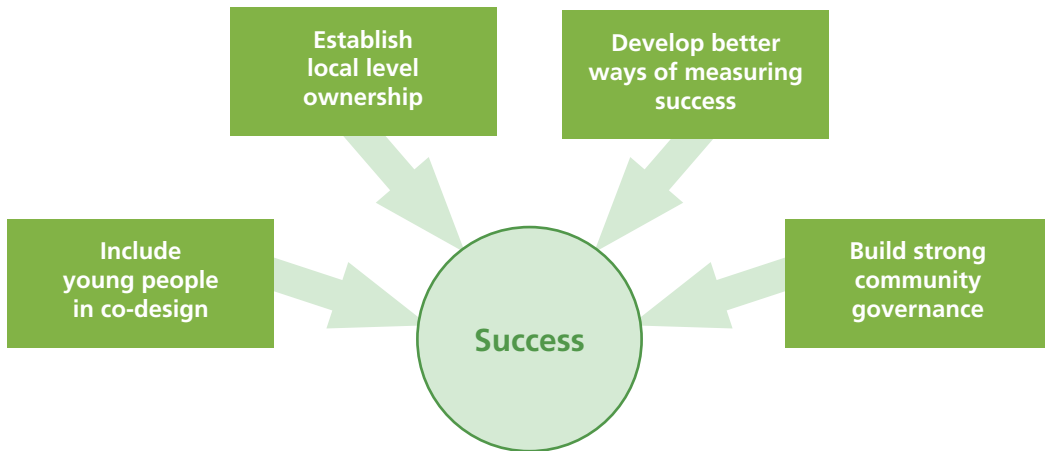 Establish
local level
ownership
Develop better
ways of measuring
success
Include
young people
in co-design
Build strong
community
governance
Success